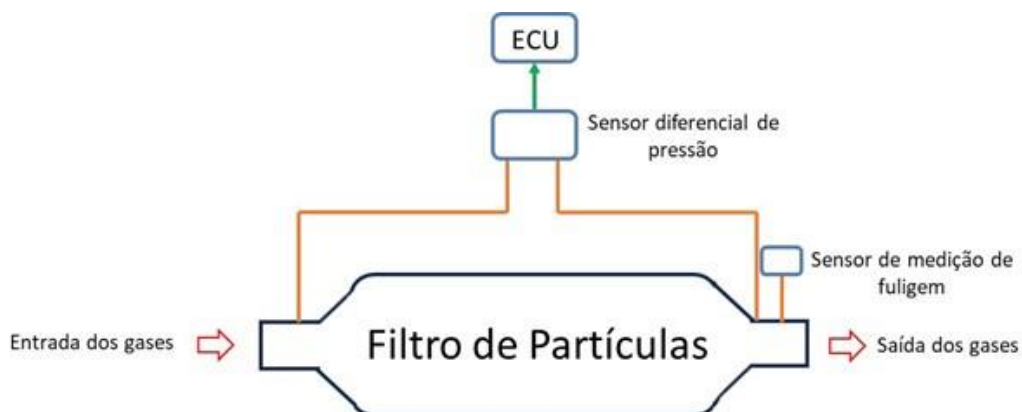 ECU
Sensor diferencial de
pressão
Sensor de medição de
fuligem
Entrada dos gases
Filtro de Partículas
Saída dos gases